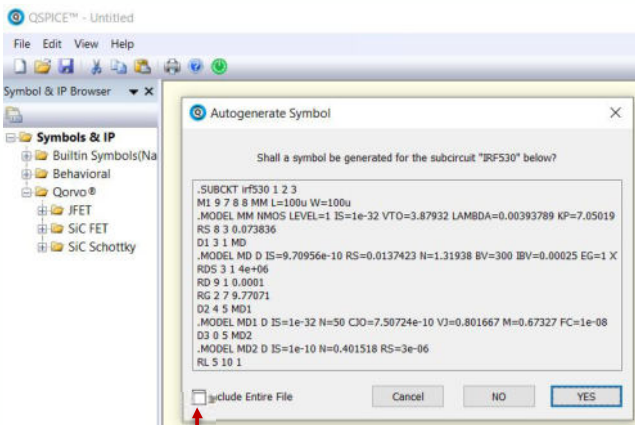 QSPICE™ - Untitled
File Edit View Help
Symbol & IP Browser
Symbols & IP
Builtin Symbols(Na
Behavioral
Qorvo®
JFET
SiC FET
SiC Schottky
Autogenerate Symbol
Shall a symbol be generated for the subcircuit "IRF530" below?
.SUBCKT irf530 1 2 3
M1 9 7 8 8 MM L=100u W=100u
.MODEL MM NMOS LEVEL=1 IS=1e-32 VTO=3.87932 LAMBDA=0.00393789 KP=7.05019
RS 8 3 0.073836
D1 3 1 MD
.MODEL MD D IS=9.70956e-10 RS=0.0137423 N=1.31938 BV=300 IBV=0.00025 EG=1 X
RDS 3 1 4e+06
RD 9 1 0.0001
RG 2 7 9.77071
D2 4 5 MD1
.MODEL MD1 D IS=1e-32 N=50 CJO=7.50724e-10 VJ=0.801667 M=0.67327 FC=1e-08
D3 0 5 MD2
.MODEL MD2 D IS=1e-10 N=0.401518 RS=3e-06
RL 5 10 1
Include Entire File
Cancel
NO
YES